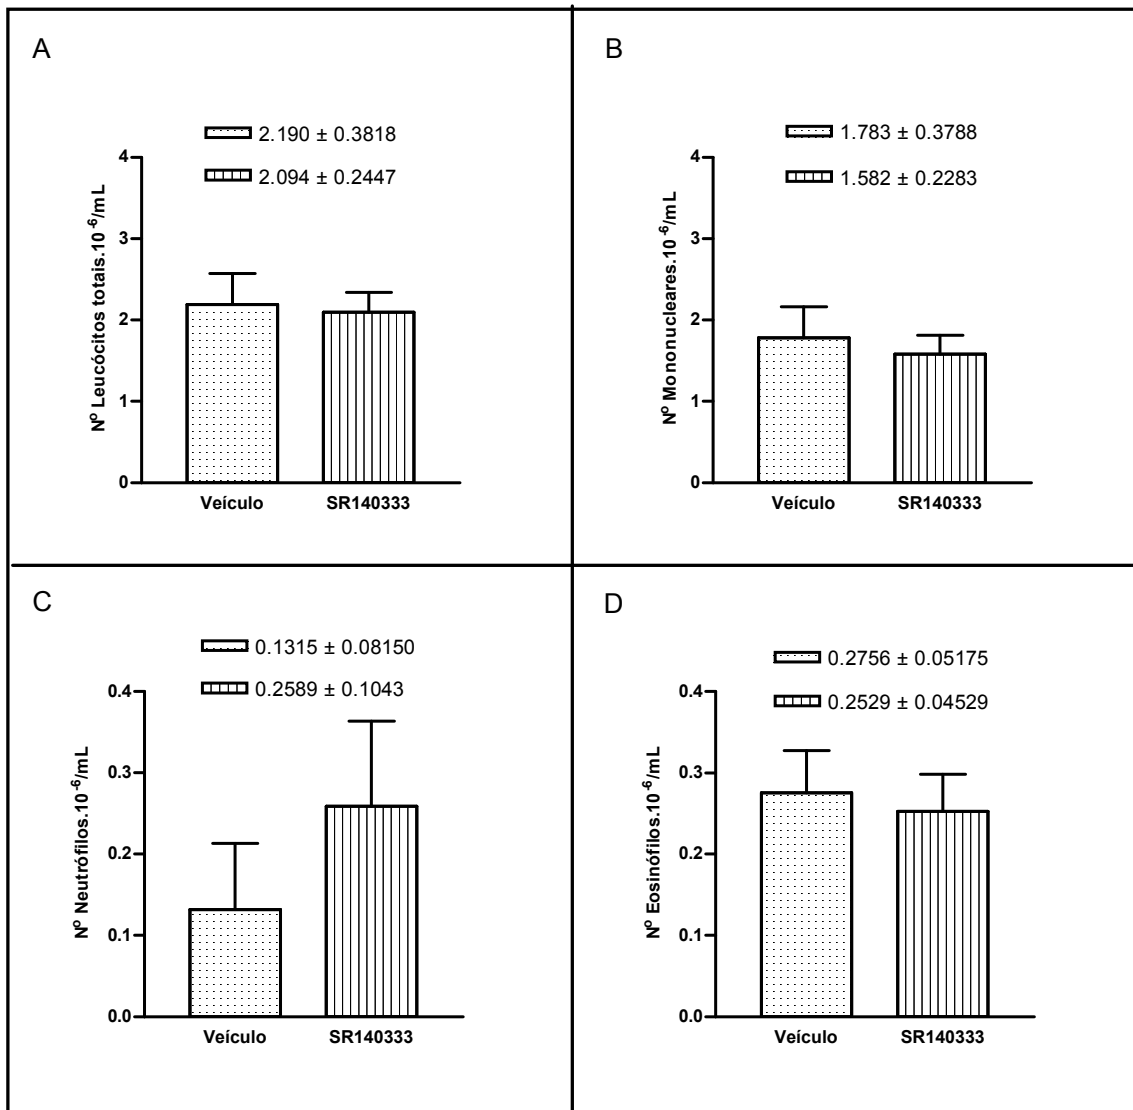 A
2.190 ± 0.3818
2.094 ± 0.2447
4
3
2
1
0
Nº Leucócitos totais.10⁻⁶/mL
Veículo SR140333
B
1.783 ± 0.3788
1.582 ± 0.2283
4
3
2
1
0
Nº Mononucleares.10⁻⁶/mL
Veículo SR140333
C
0.1315 ± 0.08150
0.2589 ± 0.1043
0.4
0.3
0.2
0.1
0.0
Nº Neutrófilos.10⁻⁶/mL
Veículo SR140333
D
0.2756 ± 0.05175
0.2529 ± 0.04529
0.4
0.3
0.2
0.1
0.0
Nº Eosinófilos.10⁻⁶/mL
Veículo SR140333